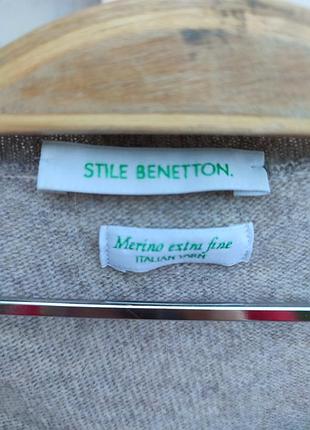 STILE BENETTON.
Merino extra fine
ITALIAN YARN